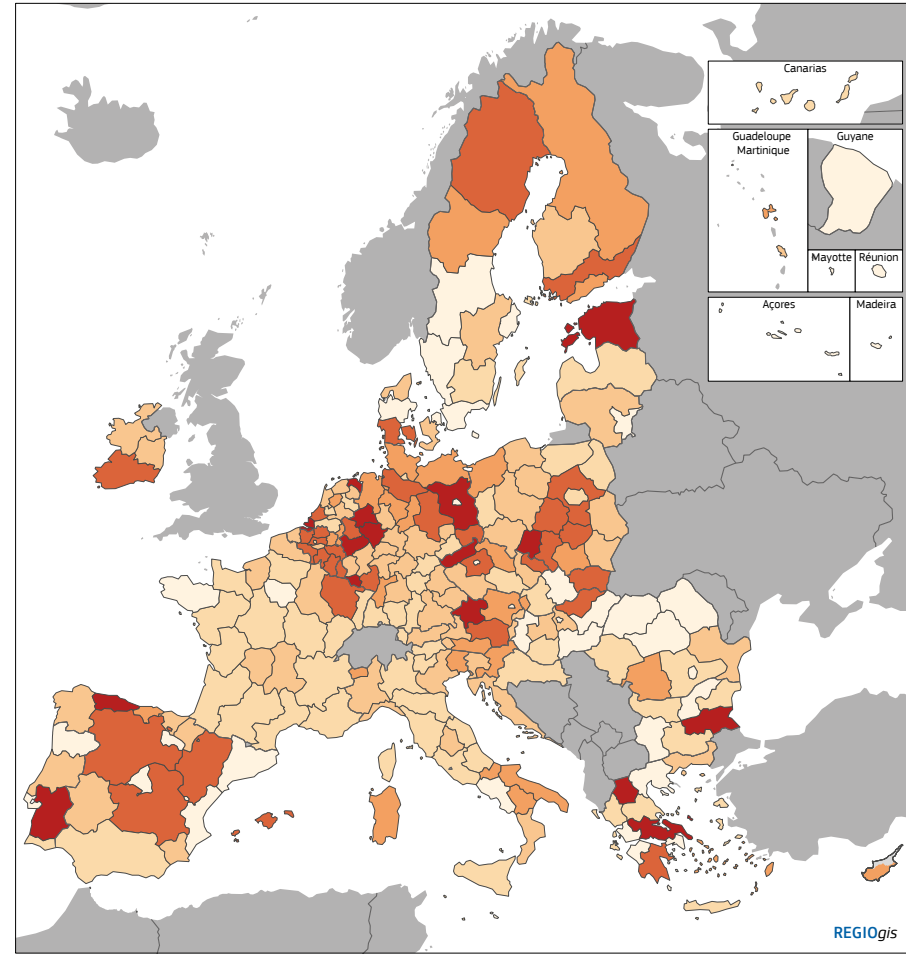 Canarias
Guadeloupe
Martinique
Guyane
Mayotte
Réunion
Açores
Madeira
REGIOgis